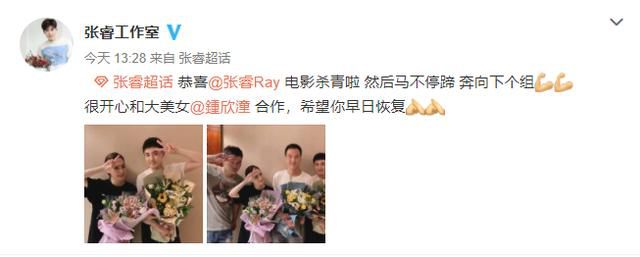 张睿工作室
今天 13:28 来自 张睿超话
张睿超话 恭喜@张睿Ray 电影杀青啦 然后马不停蹄 奔向下个组💪💪
很开心和大美女@鍾欣潼 合作，希望你早日恢复👏👏